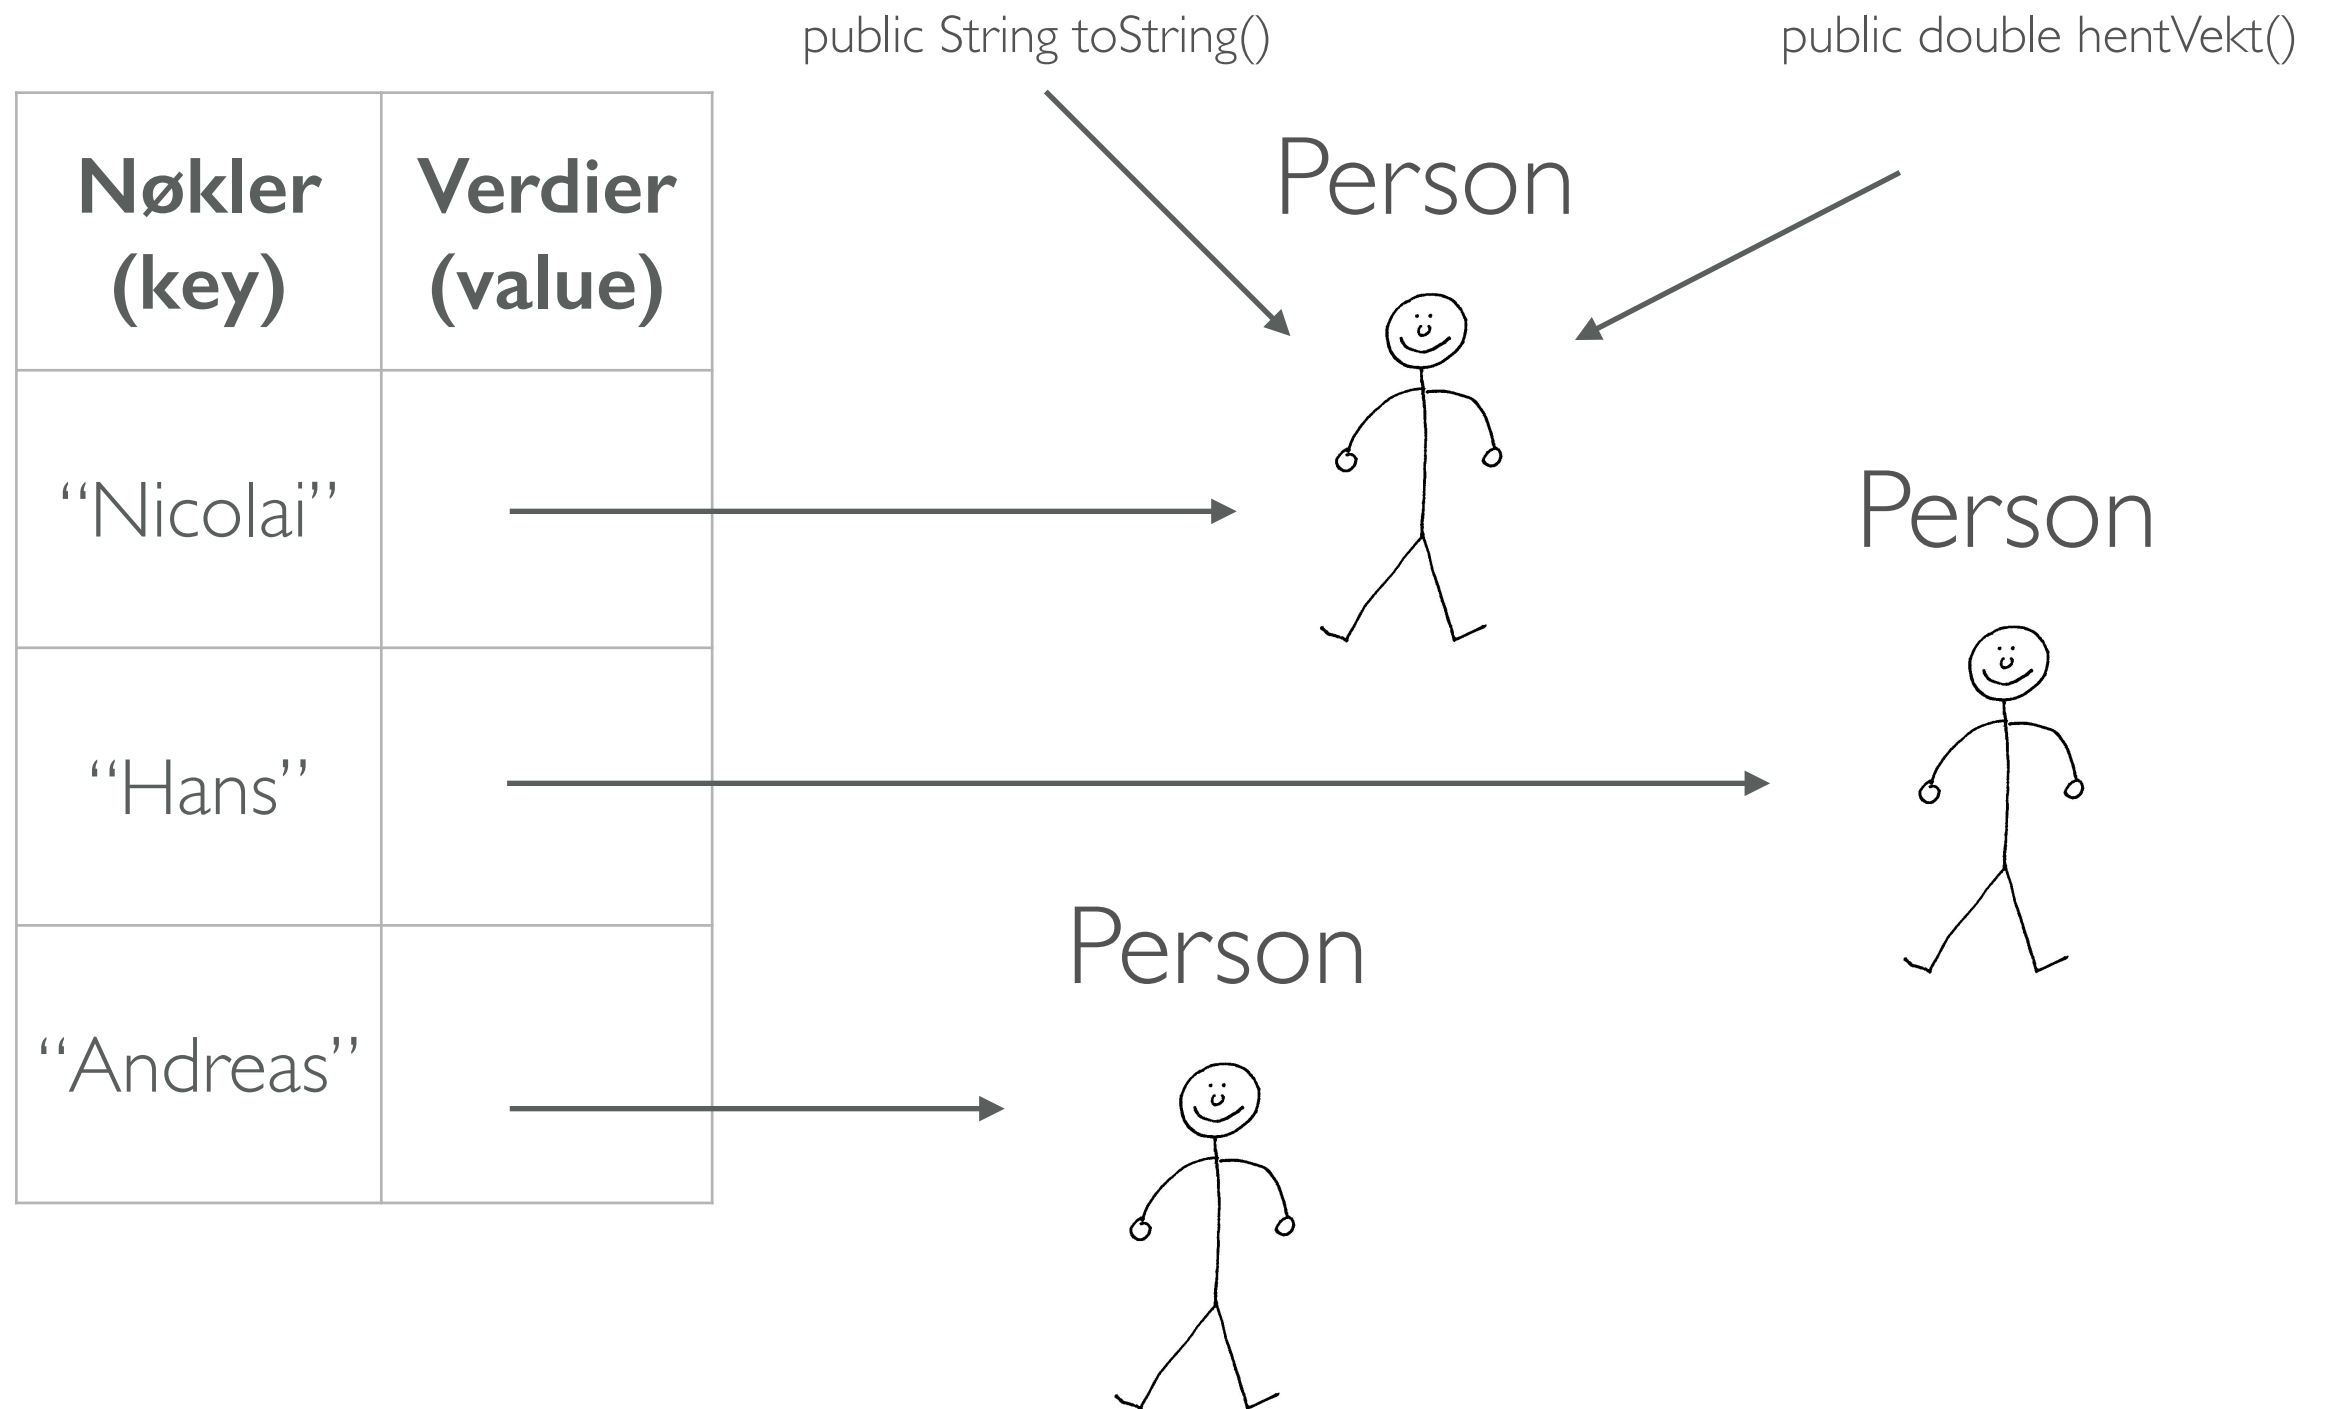 public String toString()
public double hentVekt()
Nøkler
(key)
Verdier
(value)
Person
“Nicolai”
Person
“Hans”
Person
“Andreas”